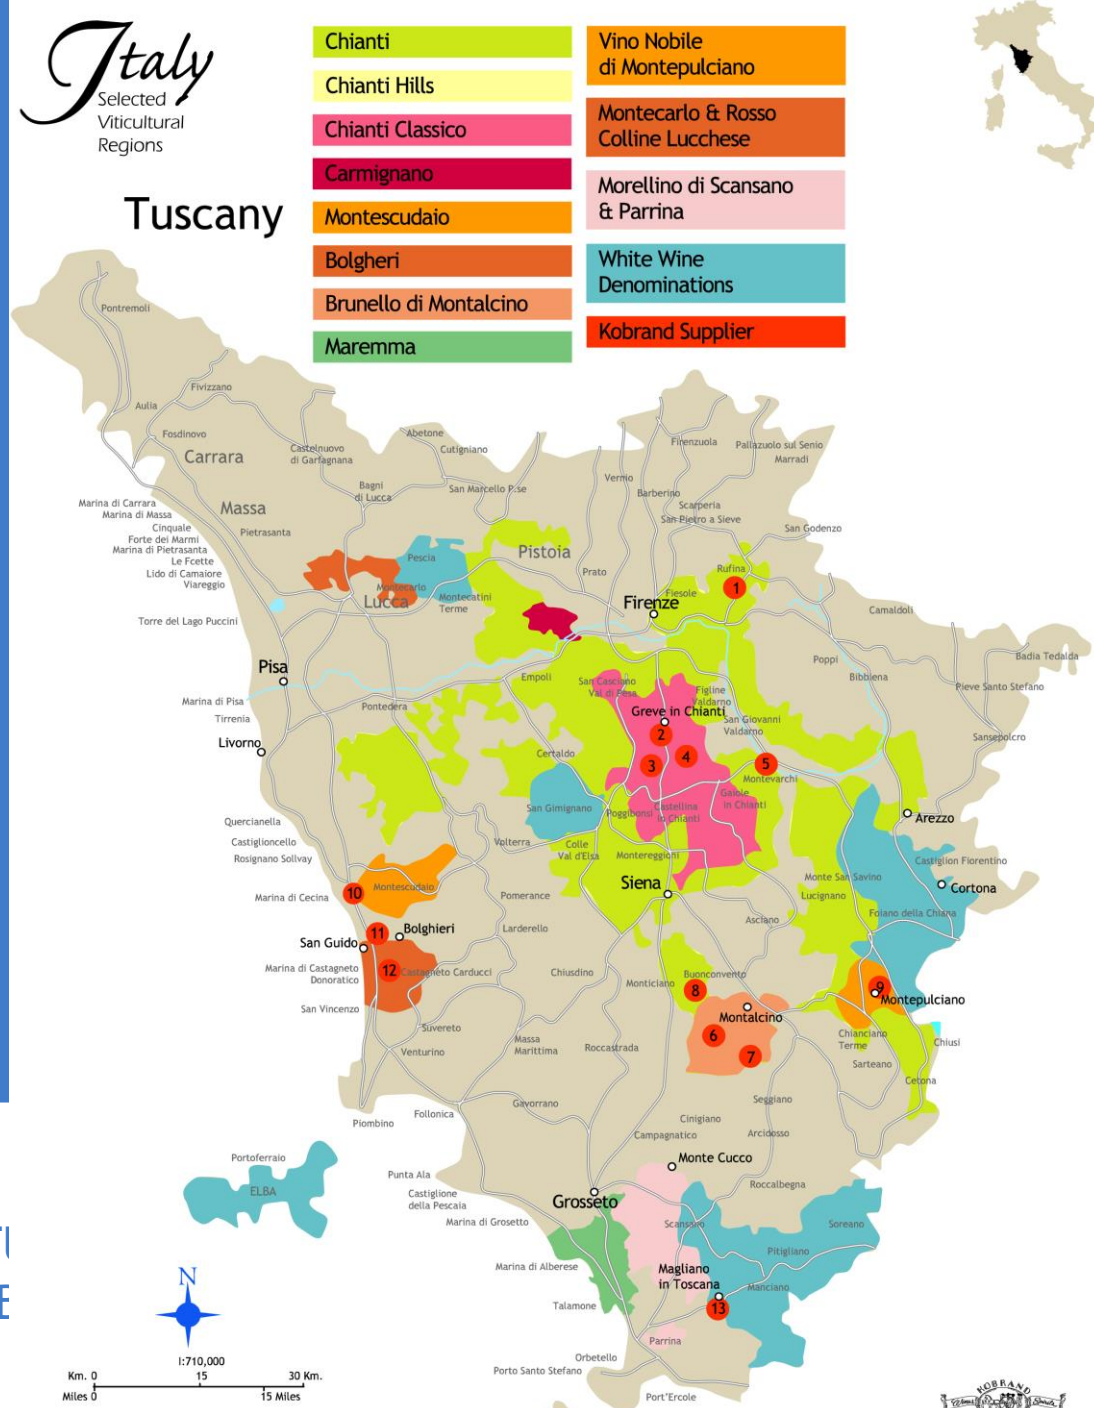 Italy
Selected
Viticultural
Regions
Tuscany
Chianti
Chianti Hills
Chianti Classico
Carmignano
Montescudaio
Bolgheri
Brunello di Montalcino
Maremma
Vino Nobile
di Montepulciano
Montecarlo & Rosso
Colline Lucchese
Morellino di Scansano
& Parrina
White Wine
Denominations
Kobrand Supplier
Pontremoli
Fivizzano
Aulia
Fosdinovo
Carrara
Castelnuovo
di Garfagnana
Abetone
Cutigniano
Firenzuola
Pallazuolo sul Senio
Marradi
Bagni
di Lucca
San Marcello P.se
Vernio
Barberino
Scarperia
San Pietro a Sieve
San Godenzo
Massa
Marina di Carrara
Marina di Massa
Cinquale
Forte dei Marmi
Marina di Pietrasanta
Le Fcette
Lido di Camaiore
Viareggio
Pietrasanta
Pescia
Pistoia
Prato
Rufina
1
Fiesole
Firenze
Montecarlo
Lucca
Montecatini
Terme
Torre del Lago Puccini
Camaldoli
Poppi
Bibbiena
Badia Tedalda
Pieve Santo Stefano
Pisa
Empoli
San Casciano
Val di Pesa
Figline
Valdarno
Marina di Pisa
Tirrenia
Pontedera
Greve in Chianti
San Giovanni
Valdarno
Sansepolcro
Livorno
2
3
4
5
Certaldo
Montevarchi
Gaiole
in Chianti
San Gimignano
Poggibonsi
Castellina
in Chianti
Arezzo
Quercianella
Castiglioncello
Rosignano Sollvay
Volterra
Colle
Val d'Elsa
Montereggioni
Castiglion Fiorentino
Monte San Savino
Siena
Cortona
Marina di Cecina
10
Montescudaio
Pomerance
Lucignano
Foiano della Chiana
Asciano
11
Bolghieri
San Guido
Larderello
12
Castagneto Carducci
Marina di Castagneto
Donoratico
Chiusdino
Monticiano
Buonconvento
8
9
Montepulciano
San Vincenzo
Montalcino
6
7
Suvereto
Venturino
Massa
Marittima
Roccastrada
Chianciano
Terme
Chiusi
Sarteano
Cetona
Seggiano
Piombino
Follonica
Gavorrano
Cinigiano
Campagnatico
Arcidosso
Portoferraio
ELBA
Monte Cucco
Punta Ala
Castiglione
della Pescaia
Roccalbegna
Grosseto
Marina di Grosetto
Scansano
Soreano
Pitigliano
Marina di Alberese
Magliano
in Toscana
Manciano
13
Talamone
Parrina
Orbetello
Porto Santo Stefano
Port'Ercole
N
1:710,000
Km. 0 15 30 Km.
Miles 0 15 Miles
KOBRAND